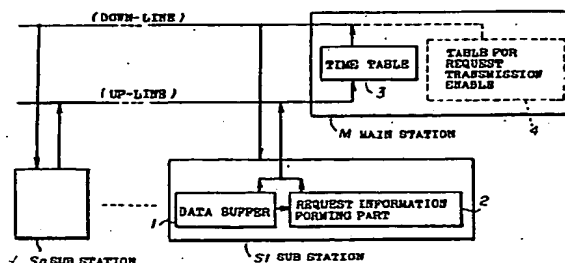 (DOWN-LINE)
TIME TABLE
3
TABLE FOR
REQUEST
TRANSMISSION
ENABLE
4
(UP-LINE)
M MAIN STATION
1
DATA BUFFER
REQUEST INFORMATION
FORMING PART
2
Sn SUB STATION
S1 SUB STATION